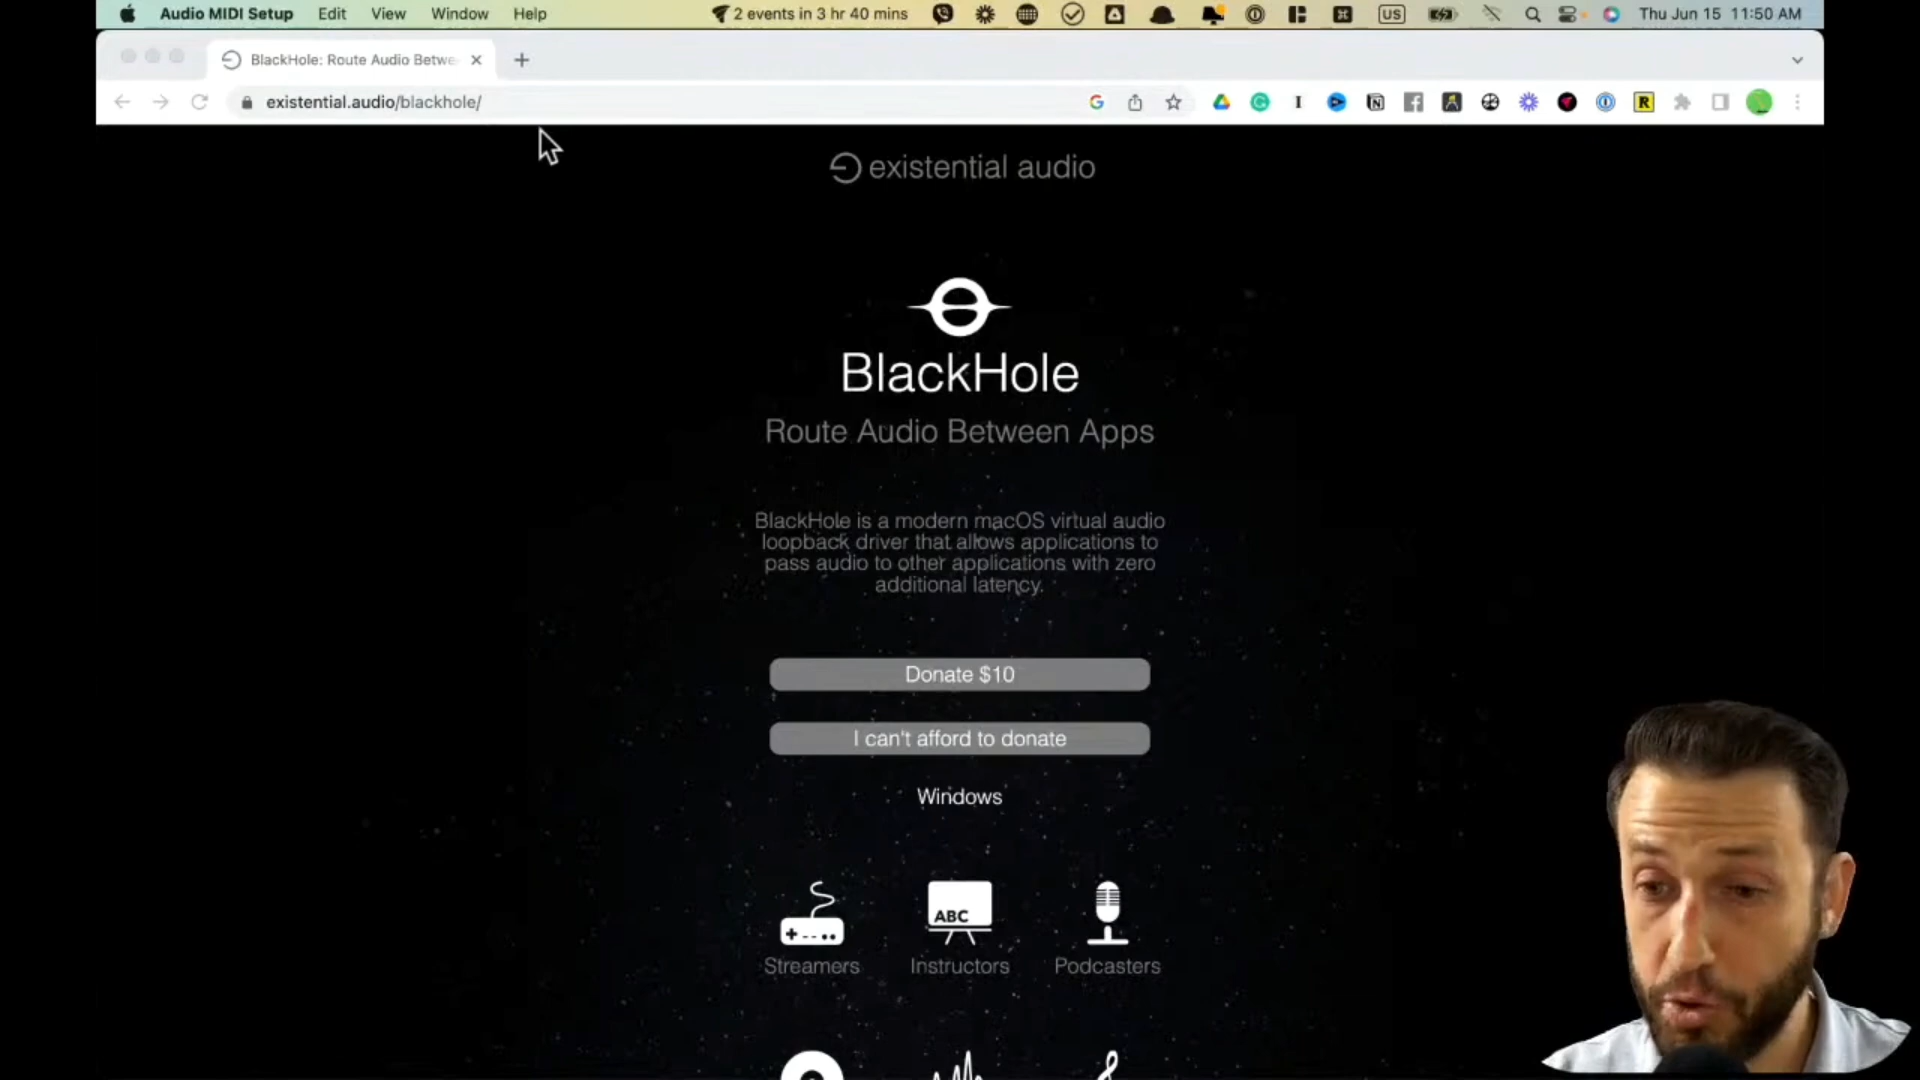 Audio MIDI Setup Edit View Window Help 2 events in 3 hr 40 mins US Thu Jun 15 11:50 AM
BlackHole: Route Audio Betwe
existential.audio/blackhole/
existential audio
BlackHole
Route Audio Between Apps
BlackHole is a modern macOS virtual audio
loopback driver that allows applications to
pass audio to other applications with zero
additional latency.
Donate $10
I can't afford to donate
Windows
ABC
Streamers Instructors Podcasters